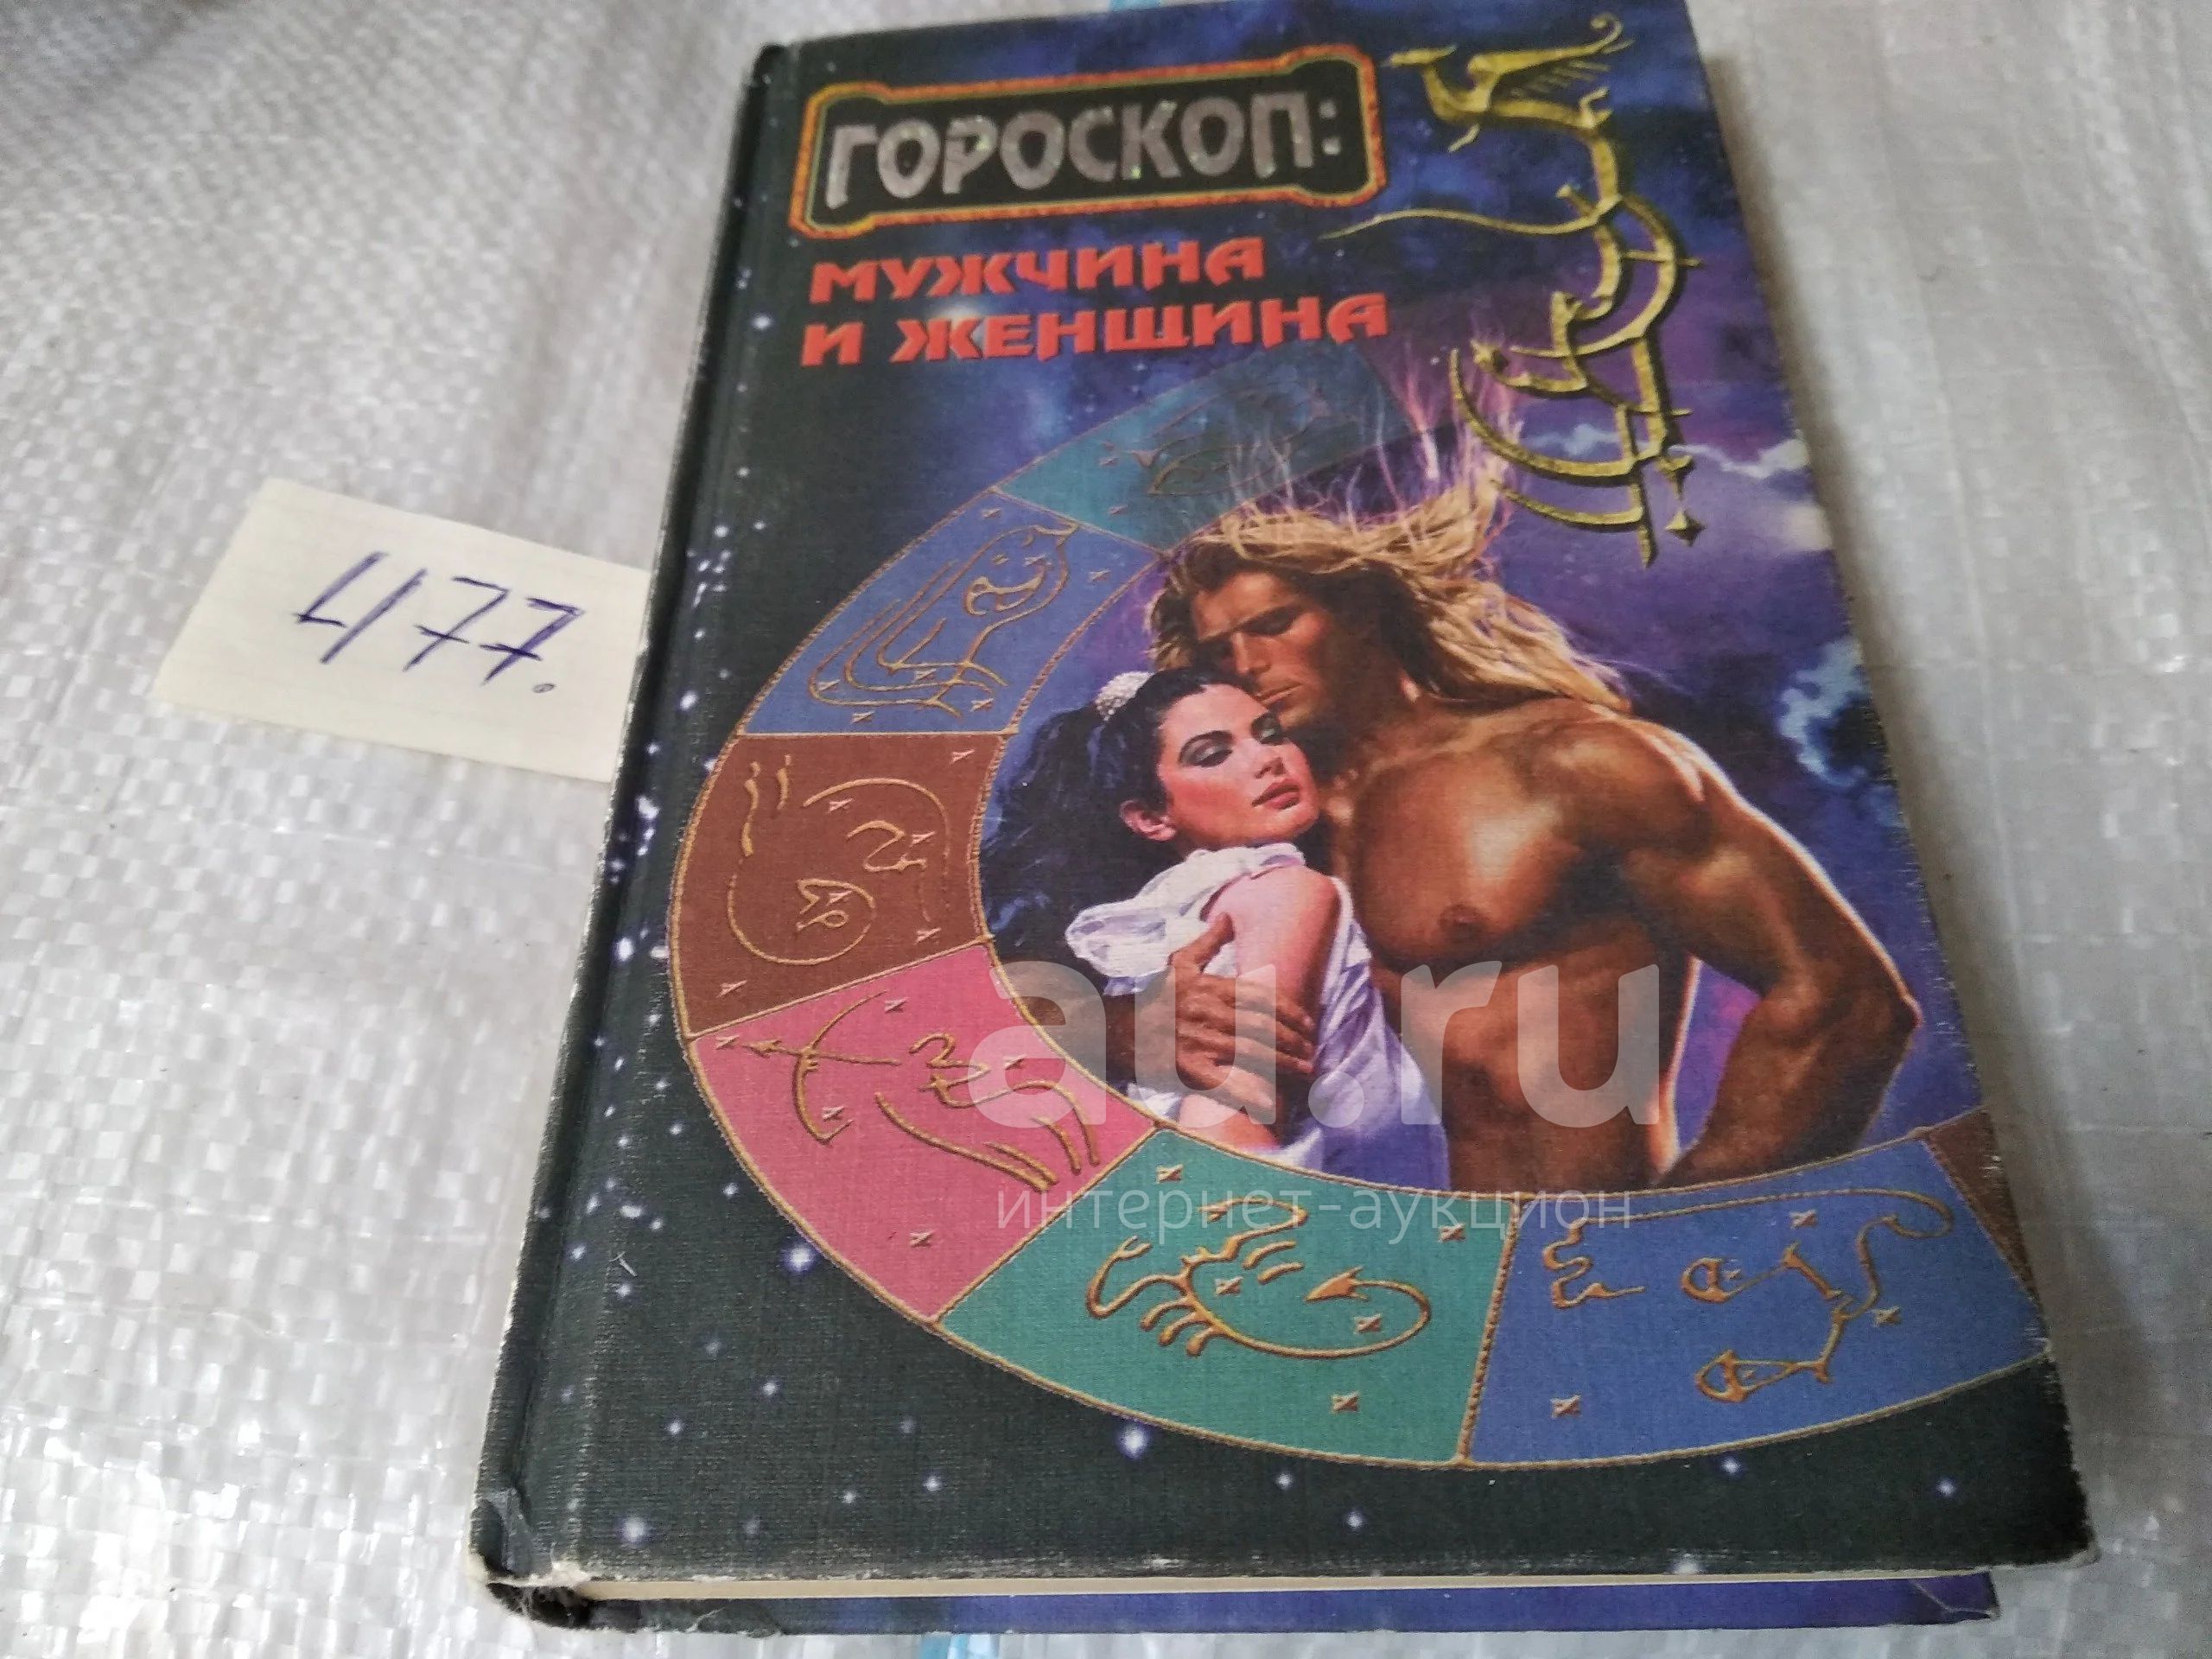 ГОРОСКОП:
МУЖЧИНА
И ЖЕНЩИНА
477.
au.ru
интернет-аукцион